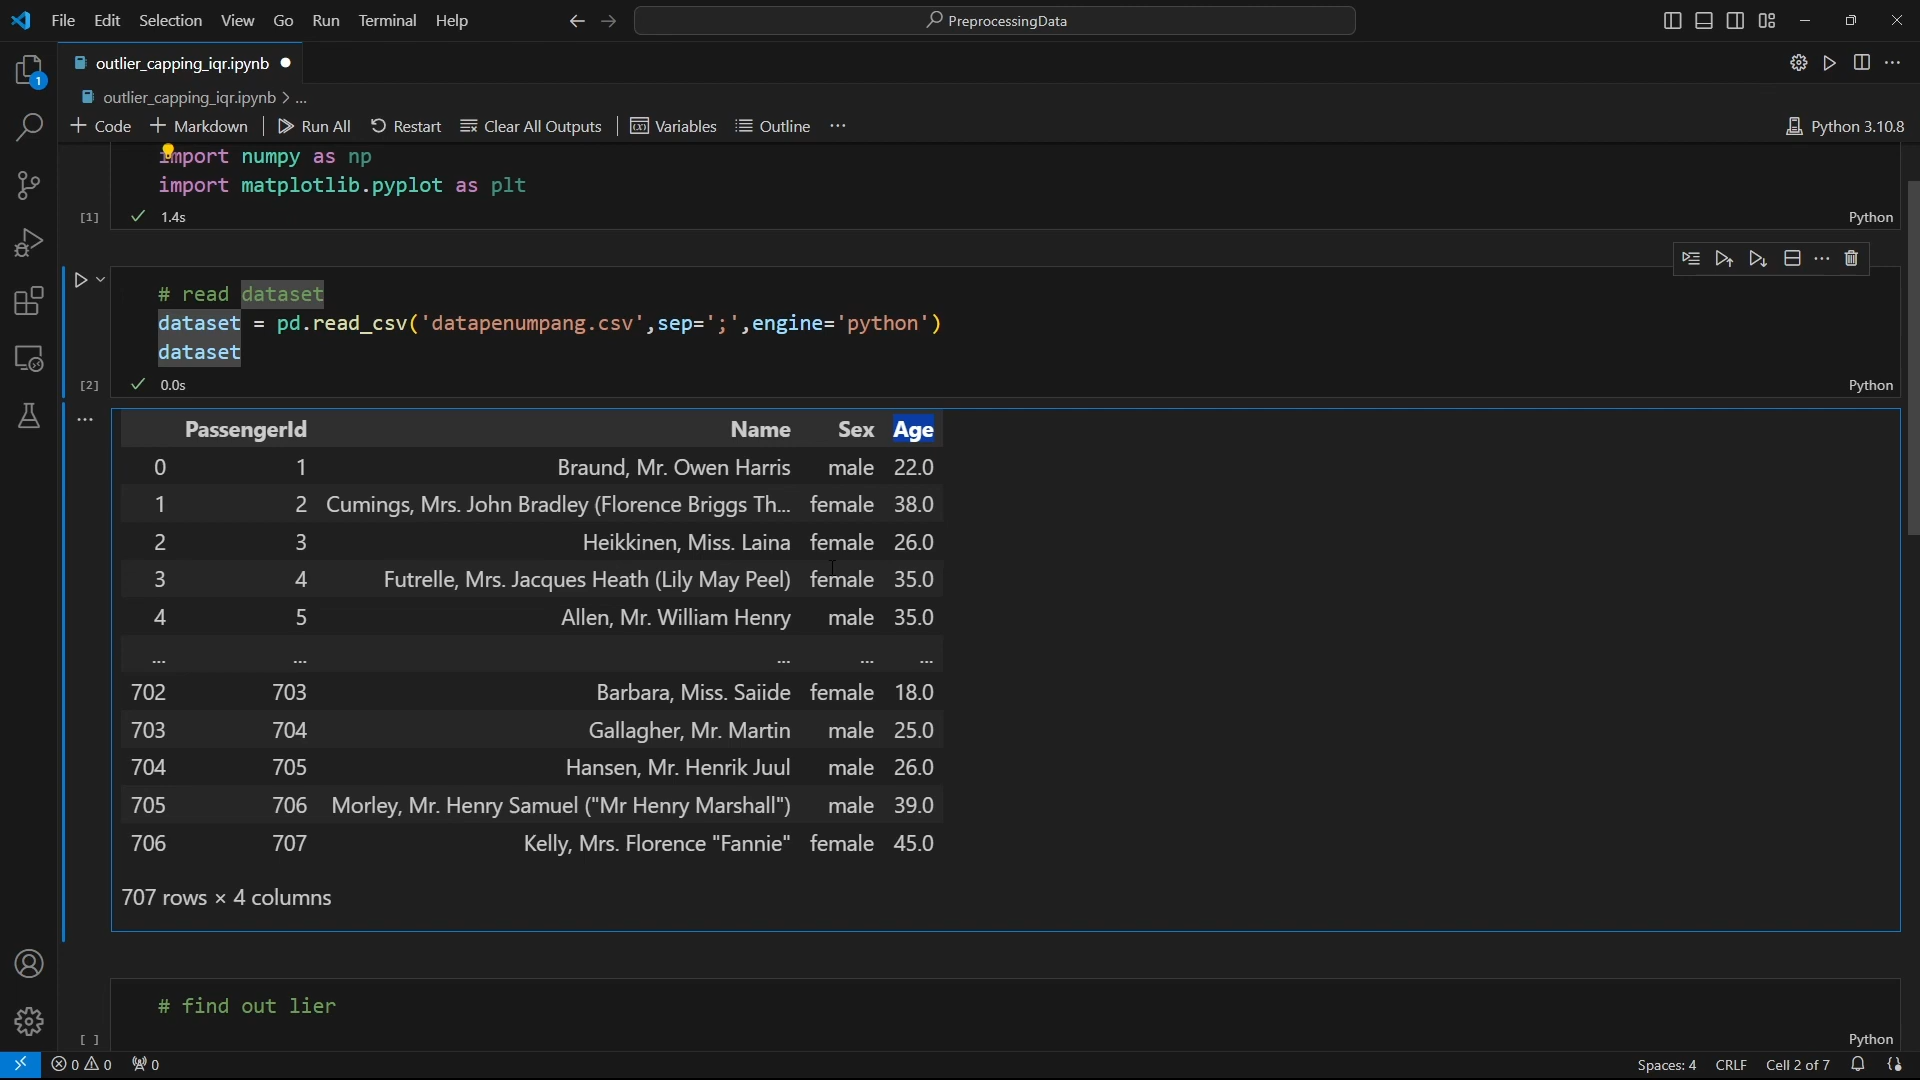 File Edit Selection View Go Run Terminal Help
PreprocessingData
outlier_capping_iqr.ipynb
outlier_capping_iqr.ipynb > ...
Code Markdown Run All Restart Clear All Outputs Variables Outline ... Python 3.10.8
import numpy as np
import matplotlib.pyplot as plt
[1] 1.4s Python
# read dataset
dataset = pd.read_csv('datapenumpang.csv',sep=';',engine='python')
dataset
[2] 0.0s Python
PassengerId Name Sex Age
0 1 Braund, Mr. Owen Harris male 22.0
1 2 Cumings, Mrs. John Bradley (Florence Briggs Th... female 38.0
2 3 Heikkinen, Miss. Laina female 26.0
3 4 Futrelle, Mrs. Jacques Heath (Lily May Peel) female 35.0
4 5 Allen, Mr. William Henry male 35.0
... ... ... ... ...
702 703 Barbara, Miss. Saiide female 18.0
703 704 Gallagher, Mr. Martin male 25.0
704 705 Hansen, Mr. Henrik Juul male 26.0
705 706 Morley, Mr. Henry Samuel ("Mr Henry Marshall") male 39.0
706 707 Kelly, Mrs. Florence "Fannie" female 45.0
707 rows × 4 columns
# find out lier
[ ] Python
0 0 0 Spaces: 4 CRLF Cell 2 of 7
1